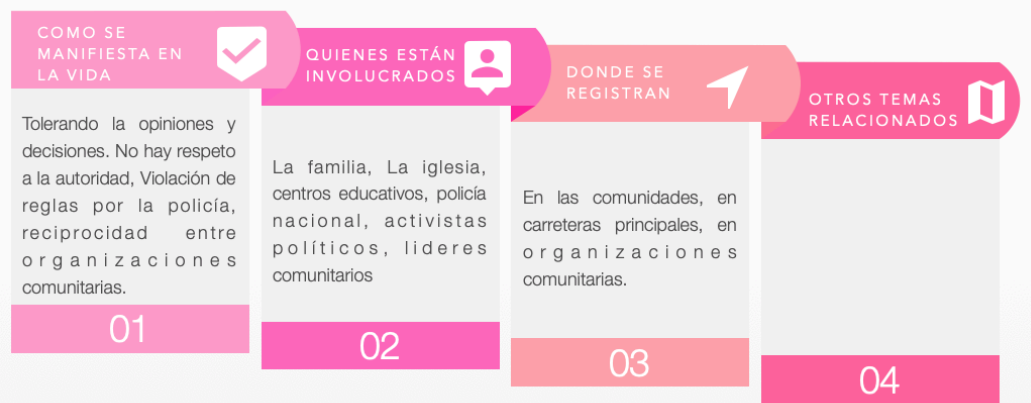 COMO SE
MANIFIESTA EN
LA VIDA
Tolerando la opiniones y
decisiones. No hay respeto
a la autoridad, Violación de
reglas por la policía,
reciprocidad entre
organizaciones
comunitarias.
01
QUIENES ESTÁN
INVOLUCRADOS
La familia, La iglesia,
centros educativos, policía
nacional, activistas
políticos, lideres
comunitarios
02
DONDE SE
REGISTRAN
En las comunidades, en
carreteras principales, en
organizaciones
comunitarias.
03
OTROS TEMAS
RELACIONADOS
04